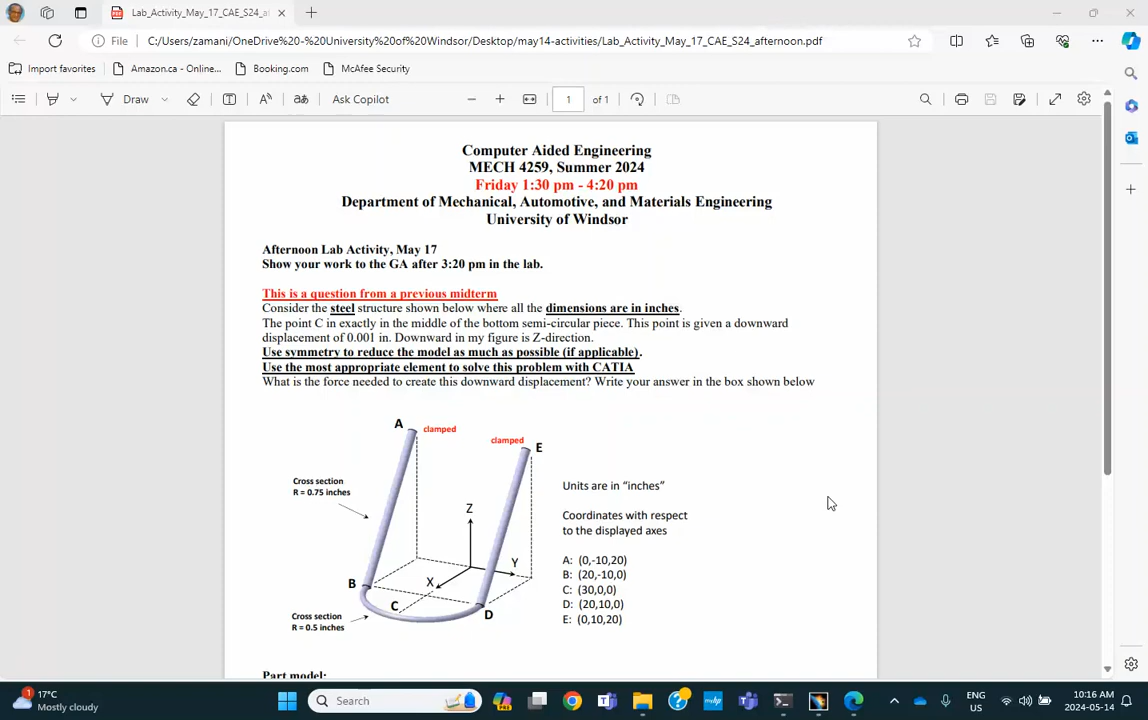 Lab_Activity_May_17_CAE_S24_a
File
C:/Users/zamani/OneDrive%20-%20University%20of%20Windsor/Desktop/may14-activities/Lab_Activity_May_17_CAE_S24_afternoon.pdf
Import favorites
Amazon.ca - Online...
Booking.com
McAfee Security
Draw
aあ
Ask Copilot
1 of 1
Computer Aided Engineering
MECH 4259, Summer 2024
Friday 1:30 pm - 4:20 pm
Department of Mechanical, Automotive, and Materials Engineering
University of Windsor
Afternoon Lab Activity, May 17
Show your work to the GA after 3:20 pm in the lab.
This is a question from a previous midterm
Consider the steel structure shown below where all the dimensions are in inches.
The point C in exactly in the middle of the bottom semi-circular piece. This point is given a downward
displacement of 0.001 in. Downward in my figure is Z-direction.
Use symmetry to reduce the model as much as possible (if applicable).
Use the most appropriate element to solve this problem with CATIA
What is the force needed to create this downward displacement? Write your answer in the box shown below
A
clamped
clamped
E
Cross section
R = 0.75 inches
Z
Y
X
B
C
D
Cross section
R = 0.5 inches
Units are in “inches”
Coordinates with respect
to the displayed axes
A: (0,-10,20)
B: (20,-10,0)
C: (30,0,0)
D: (20,10,0)
E: (0,10,20)
Part model:
1
17°C
Mostly cloudy
Search
ENG
US
10:16 AM
2024-05-14